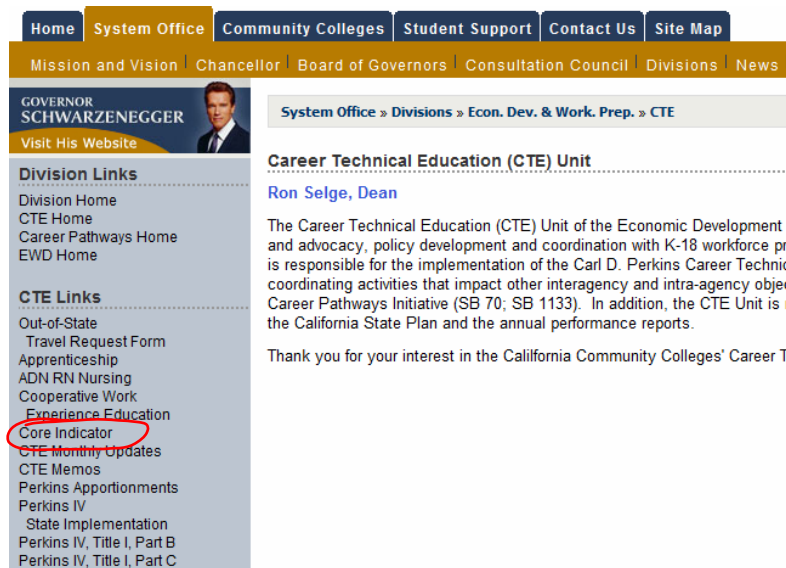 Home System Office Community Colleges Student Support Contact Us Site Map
Mission and Vision Chancellor Board of Governors Consultation Council Divisions News
GOVERNOR
SCHWARZENEGGER
Visit His Website
Division Links
Division Home
CTE Home
Career Pathways Home
EWD Home
CTE Links
Out-of-State
Travel Request Form
Apprenticeship
ADN RN Nursing
Cooperative Work
Experience Education
Core Indicator
CTE Monthly Updates
CTE Memos
Perkins Apportionments
Perkins IV
State Implementation
Perkins IV, Title I, Part B
Perkins IV, Title I, Part C
System Office » Divisions » Econ. Dev. & Work. Prep. » CTE
Career Technical Education (CTE) Unit
Ron Selge, Dean
The Career Technical Education (CTE) Unit of the Economic Development
and advocacy, policy development and coordination with K-18 workforce
is responsible for the implementation of the Carl D. Perkins Career
coordinating activities that impact other interagency and intra-agency
Career Pathways Initiative (SB 70; SB 1133). In addition, the CTE Unit is
the California State Plan and the annual performance reports.
Thank you for your interest in the Calilfornia Community Colleges' Career